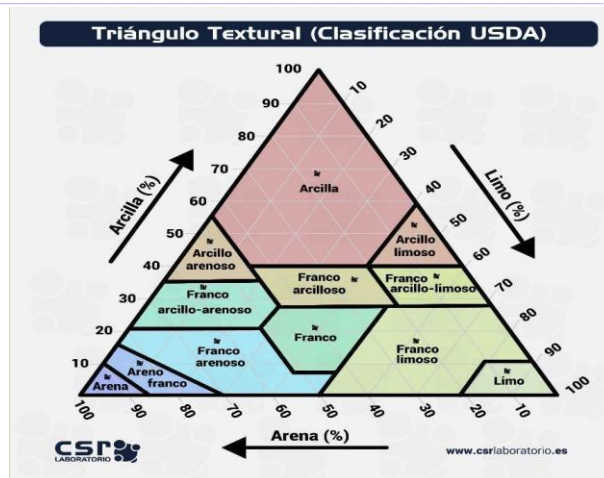 Triángulo Textural (Clasificación USDA)
100
90
80
70
60
50
40
30
20
10
Arcilla (%)
10
20
30
40
50
60
70
80
90
100
Limo (%)
Arcilla
Arcillo
arenoso
Arcillo
limoso
Franco
arcilloso
Franco
arcillo-limoso
Franco
arcillo-arenoso
Franco
Franco
arenoso
Franco
limoso
Areno
franco
Arena
Limo
100
90
80
70
60
50
40
30
20
10
Arena (%)
csr
LABORATORIO
www.csrlaboratorio.es